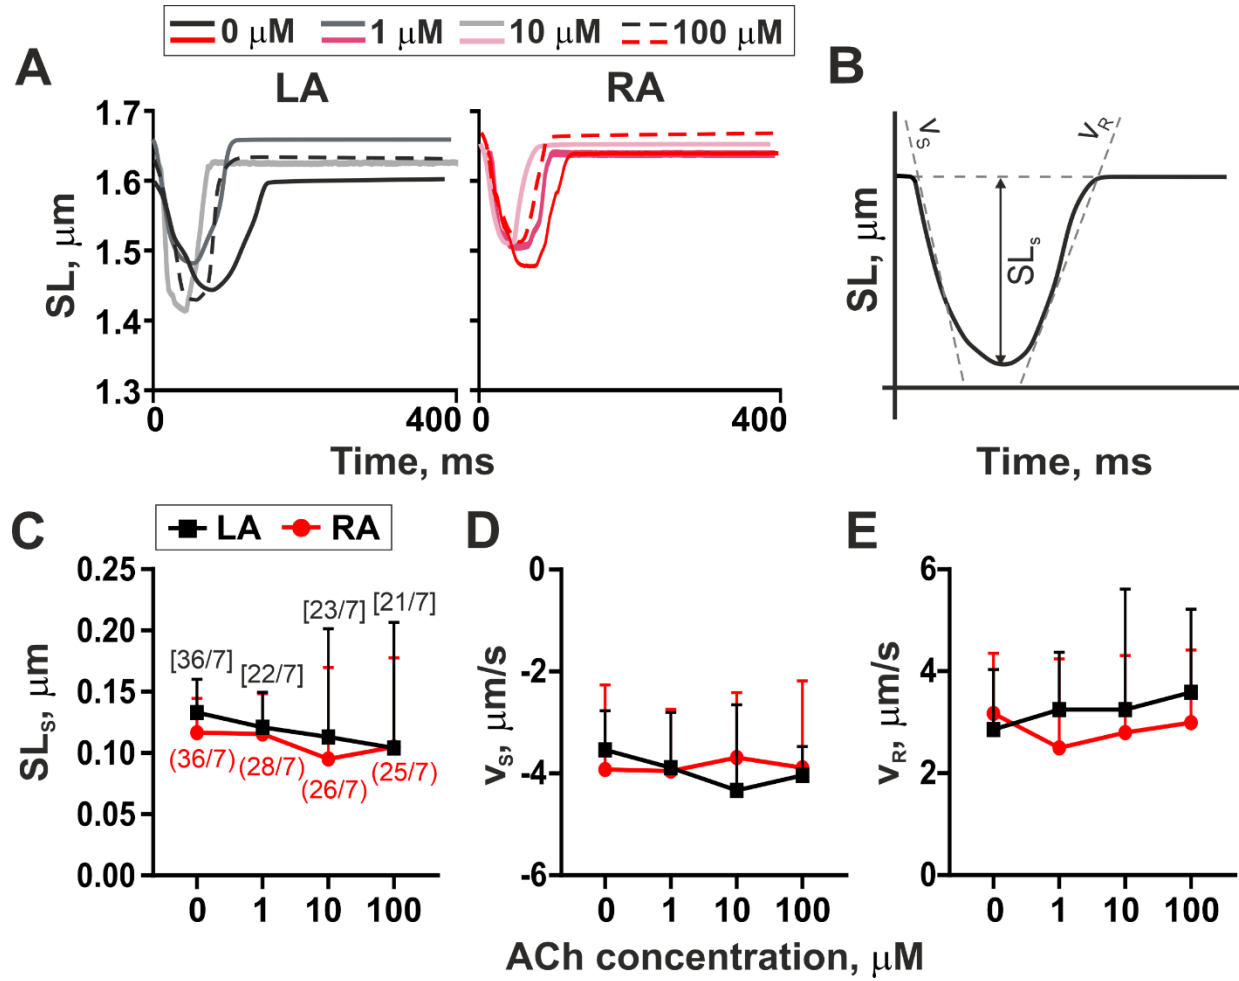 0 μM 1 μM 10 μM 100 μM
A LA RA B
1.7
1.6
1.5
1.4
1.3
SL, μm
0 400 0 400
Time, ms
SL, μm
vS
vR
SLs
Time, ms
C LA RA D E
0.25
0.20
0.15
0.10
0.05
0.00
SLS, μm
[36/7] [22/7] [23/7] [21/7]
(36/7) (28/7) (26/7) (25/7)
0 1 10 100
0
-2
-4
-6
vS, μm/s
0 1 10 100
6
4
2
0
vR, μm/s
0 1 10 100
ACh concentration, μM